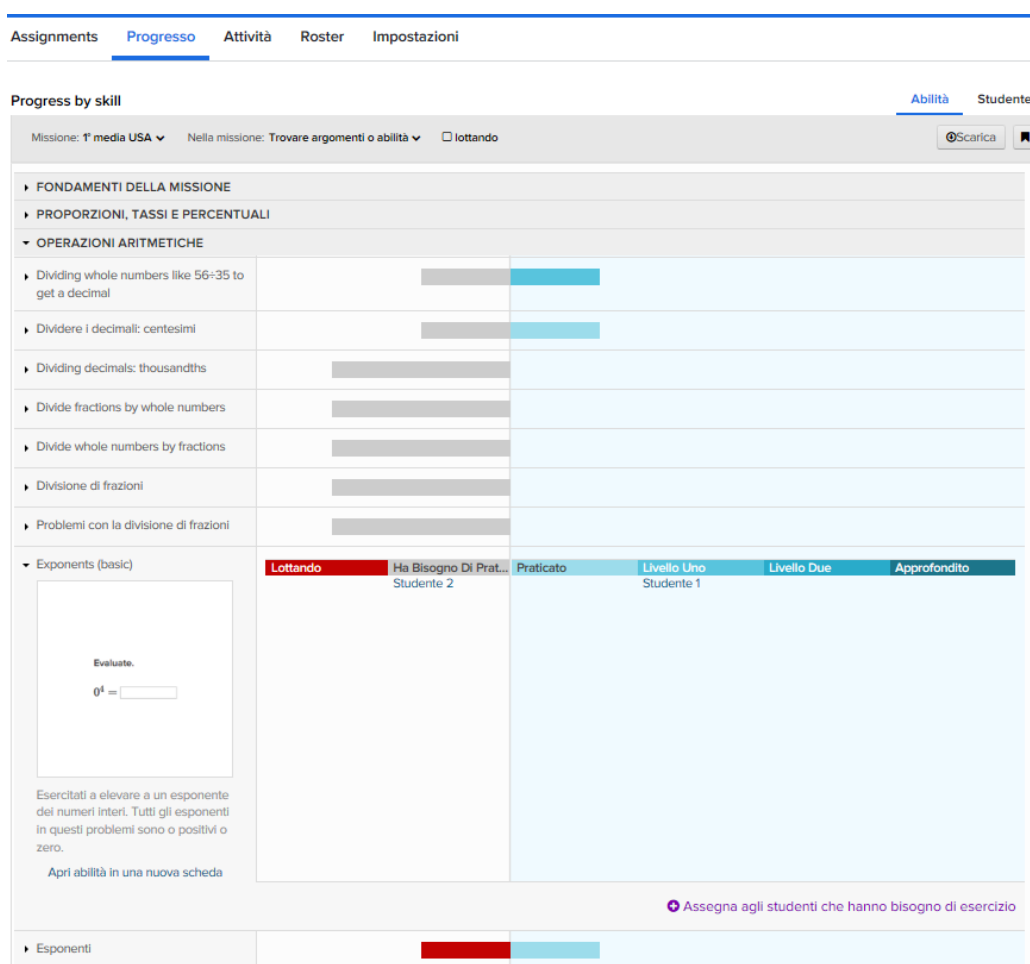 Assignments Progresso Attività Roster Impostazioni
Progress by skill
Abilità Studente
Missione: 1ª media USA Nella missione: Trovare argomenti o abilità lottando
Scarica
FONDAMENTI DELLA MISSIONE
PROPORZIONI, TASSI E PERCENTUALI
OPERAZIONI ARITMETICHE
Dividing whole numbers like 56÷35 to
get a decimal
Dividere i decimali: centesimi
Dividing decimals: thousandths
Divide fractions by whole numbers
Divide whole numbers by fractions
Divisione di frazioni
Problemi con la divisione di frazioni
Exponents (basic)
Lottando Ha Bisogno Di Prat... Praticato Livello Uno Livello Due Approfondito
Studente 2 Studente 1
Evaluate.
0⁴ =
Esercitati a elevare a un esponente
dei numeri interi. Tutti gli esponenti
in questi problemi sono o positivi o
zero.
Apri abilità in una nuova scheda
Assegna agli studenti che hanno bisogno di esercizio
Esponenti